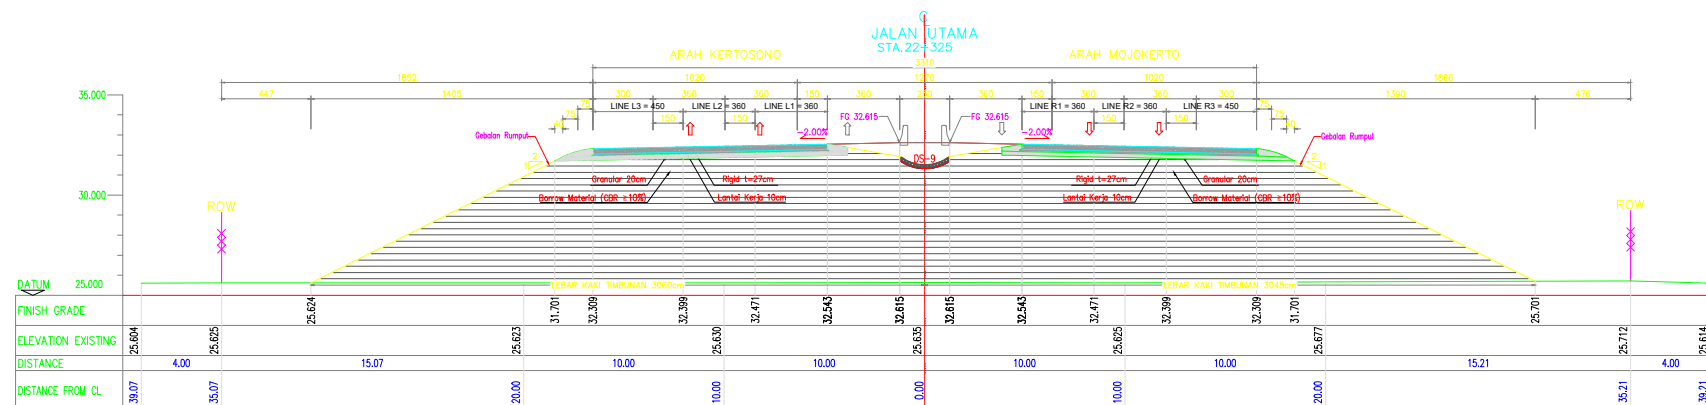 JALAN UTAMA
STA.22+325
ARAH KERTOSONO
ARAH MOJOKERTO
1852
1020
1270
1020
1866
447
1405
300
360
360
150
360
250
360
150
360
360
300
1390
476
75
75
40
LINE L3 = 450
LINE L2 = 360
LINE L1 = 360
LINE R1 = 360
LINE R2 = 360
LINE R3 = 450
75
75
40
150
150
150
150
FG 32.615
FG 32.615
-2.00%
-2.00%
Gebalan Rumput
Gebalan Rumput
DS-9
Granular 20cm
Rigid t=27cm
Rigid t=27cm
Granular 20cm
Borrow Material (CBR ≥10%)
Lantai Kerja 10cm
Lantai Kerja 10cm
Borrow Material (CBR ≥10%)
35.000
30.000
25.000
ROW
ROW
DATUM
LEBAR KAKI TIMBUNAN 3060cm
LEBAR KAKI TIMBUNAN 3045cm
FINISH GRADE
25.624
31.701
32.309
32.399
32.471
32.543
32.615
32.615
32.543
32.471
32.399
32.309
31.701
25.701
ELEVATION EXISTING
25.604
25.625
25.623
25.630
25.635
25.625
25.677
25.712
25.614
DISTANCE
4.00
15.07
10.00
10.00
10.00
10.00
15.21
4.00
DISTANCE FROM CL
39.07
35.07
20.00
10.00
0.00
10.00
20.00
35.21
39.21